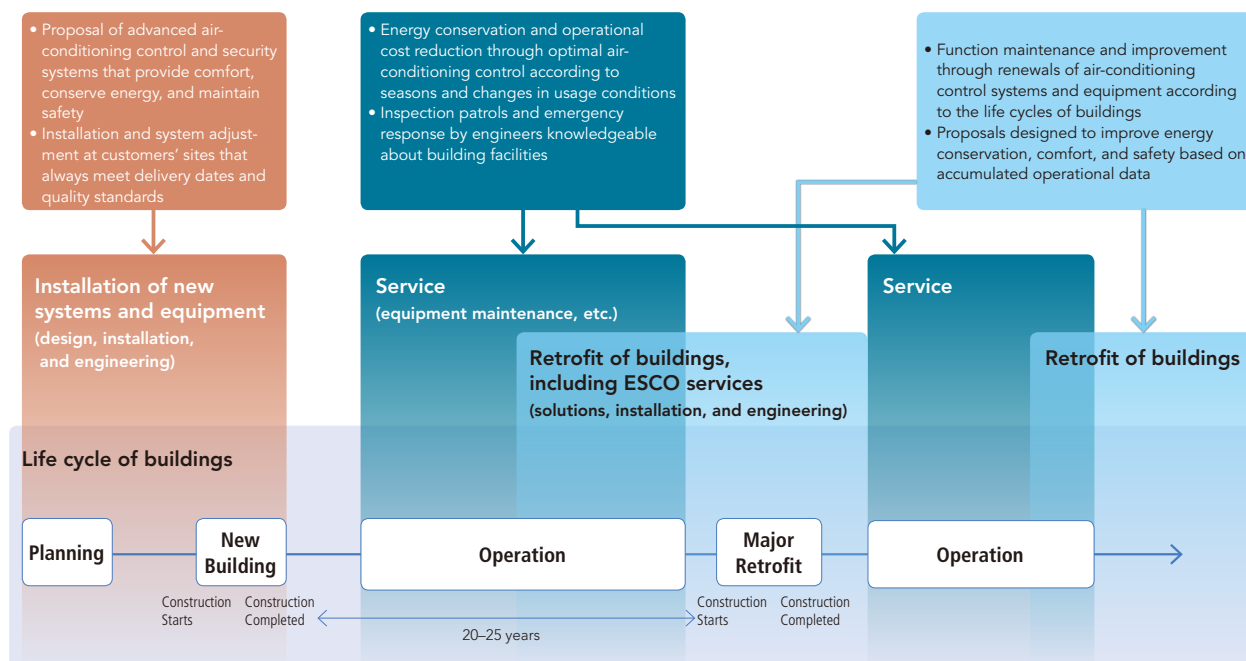 • Proposal of advanced air-
conditioning control and security
systems that provide comfort,
conserve energy, and maintain
safety
• Installation and system adjust-
ment at customers’ sites that
always meet delivery dates and
quality standards
• Energy conservation and operational
cost reduction through optimal air-
conditioning control according to
seasons and changes in usage conditions
• Inspection patrols and emergency
response by engineers knowledgeable
about building facilities
• Function maintenance and improvement
through renewals of air-conditioning
control systems and equipment according
to the life cycles of buildings
• Proposals designed to improve energy
conservation, comfort, and safety based on
accumulated operational data
Installation of new
systems and equipment
(design, installation,
and engineering)
Service
(equipment maintenance, etc.)
Retrofit of buildings,
including ESCO services
(solutions, installation, and engineering)
Service
Retrofit of buildings
Life cycle of buildings
Planning
New
Building
Operation
Major
Retrofit
Operation
Construction
Starts
Construction
Completed
20–25 years
Construction
Starts
Construction
Completed